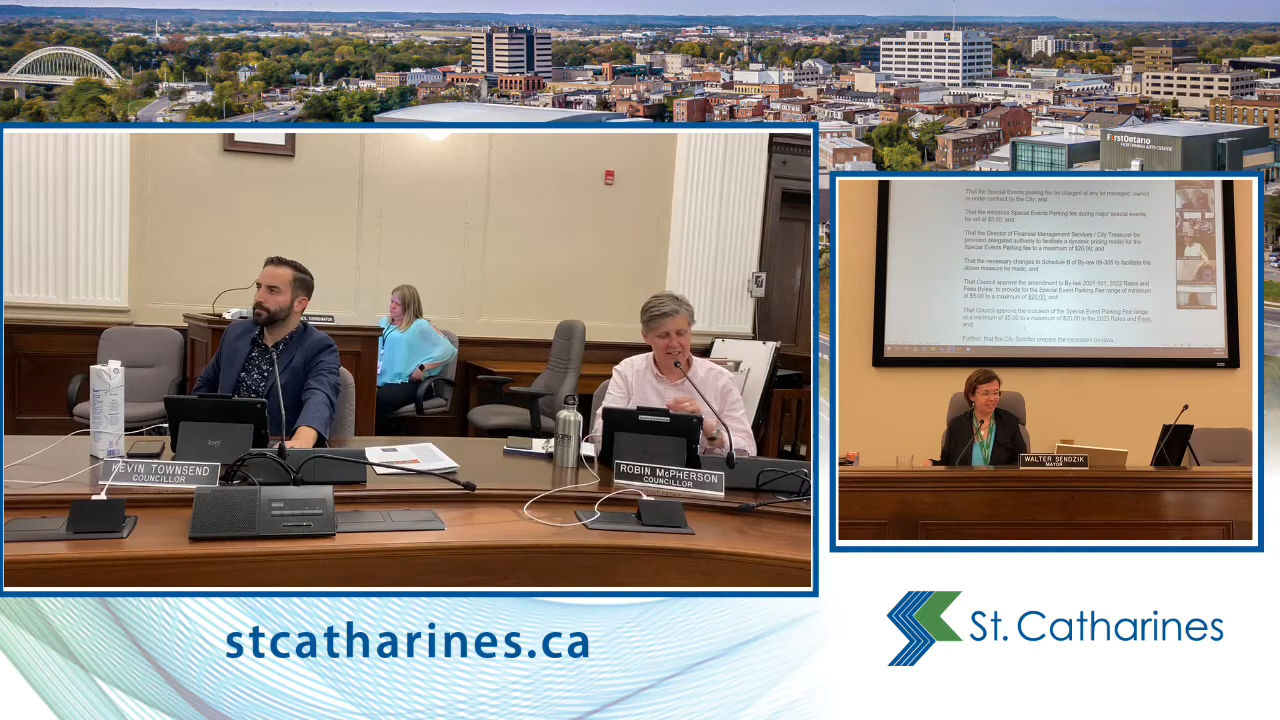 FirstOntario
PERFORMING ARTS CENTRE
That the Special Events parking fee be charged at any lot managed, owned
or under contract by the City; and
That the minimum Special Events Parking fee during major special events
be set at $5.00; and
That the Director of Financial Management Services / City Treasurer be
provided delegated authority to facilitate a dynamic pricing model for the
Special Events Parking fee to a maximum of $20.00; and
That the necessary changes to Schedule B of By-law 89-305 to facilitate the
above measure be made; and
That Council approve the amendment to By-law 2021-101, 2022 Rates and
Fees Bylaw, to provide for the Special Event Parking Fee range of minimum
of $5.00 to a maximum of $20.00; and
That Council approve the inclusion of the Special Event Parking Fee range
of a minimum of $5.00 to a maximum of $20.00 in the 2023 Rates and Fees;
and,
Further, that the City Solicitor prepare the necessary by-laws.
COORDINATOR
logi
KEVIN TOWNSEND
COUNCILLOR
ROBIN McPHERSON
COUNCILLOR
WALTER SENDZIK
MAYOR
stcatharines.ca
St. Catharines